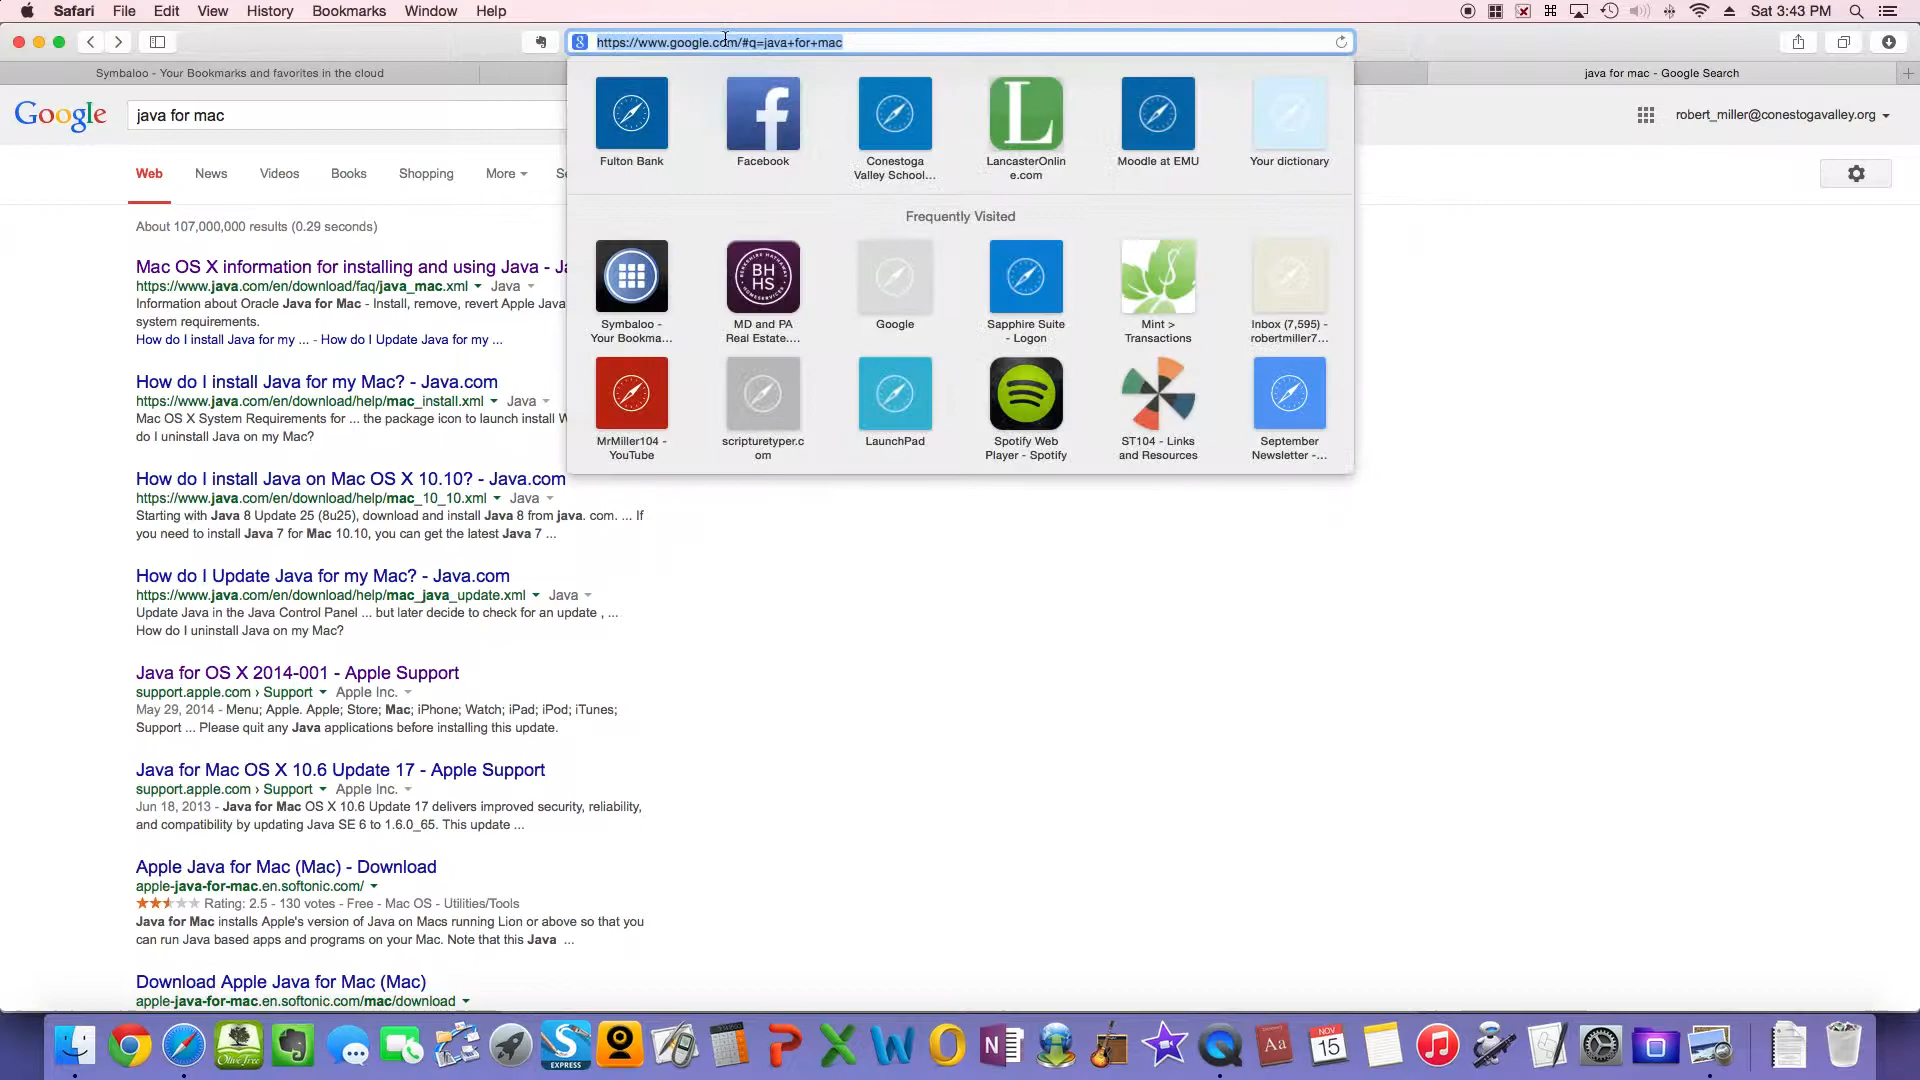 Safari File Edit View History Bookmarks Window Help
Sat 3:43 PM
https://www.google.com/#q=java+for+mac
Symbaloo - Your Bookmarks and favorites in the cloud
java for mac - Google Search
Google
java for mac
robert_miller@conestogavalley.org
Web News Videos Books Shopping More
About 107,000,000 results (0.29 seconds)
Mac OS X information for installing and using Java -
https://www.java.com/en/download/faq/java_mac.xml Java
Information about Oracle Java for Mac - Install, remove, revert Apple Java
system requirements.
How do I install Java for my ... - How do I Update Java for my ...
How do I install Java for my Mac? - Java.com
https://www.java.com/en/download/help/mac_install.xml Java
Mac OS X System Requirements for ... the package icon to launch install
do I uninstall Java on my Mac?
How do I install Java on Mac OS X 10.10? - Java.com
https://www.java.com/en/download/help/mac_10_10.xml Java
Starting with Java 8 Update 25 (8u25), download and install Java 8 from java. com. ... If
you need to install Java 7 for Mac 10.10, you can get the latest Java 7 ...
How do I Update Java for my Mac? - Java.com
https://www.java.com/en/download/help/mac_java_update.xml Java
Update Java in the Java Control Panel ... but later decide to check for an update , ...
How do I uninstall Java on my Mac?
Java for OS X 2014-001 - Apple Support
support.apple.com › Support Apple Inc.
May 29, 2014 - Menu; Apple. Apple; Store; Mac; iPhone; Watch; iPad; iPod; iTunes;
Support ... Please quit any Java applications before installing this update.
Java for Mac OS X 10.6 Update 17 - Apple Support
support.apple.com › Support Apple Inc.
Jun 18, 2013 - Java for Mac OS X 10.6 Update 17 delivers improved security, reliability,
and compatibility by updating Java SE 6 to 1.6.0_65. This update ...
Apple Java for Mac (Mac) - Download
apple-java-for-mac.en.softonic.com/
Rating: 2.5 - 130 votes - Free - Mac OS - Utilities/Tools
Java for Mac installs Apple's version of Java on Macs running Lion or above so that you
can run Java based apps and programs on your Mac. Note that this Java ...
Download Apple Java for Mac (Mac)
apple-java-for-mac.en.softonic.com/mac/download
Fulton Bank
Facebook
Conestoga
Valley School...
L
LancasterOnlin
e.com
Moodle at EMU
Your dictionary
Frequently Visited
Symbaloo -
Your Bookma...
BERKSHIRE HATHAWAY
BH
HS
HOMESERVICES
MD and PA
Real Estate....
Google
Sapphire Suite
- Logon
Mint >
Transactions
Inbox (7,595) -
robertmiller7...
MrMiller104 -
YouTube
scripturetyper.c
om
LaunchPad
Spotify Web
Player - Spotify
ST104 - Links
and Resources
September
Newsletter -...
OliveTree
S
EXPRESS
P
X
W
O
N
Aa
NOV
15